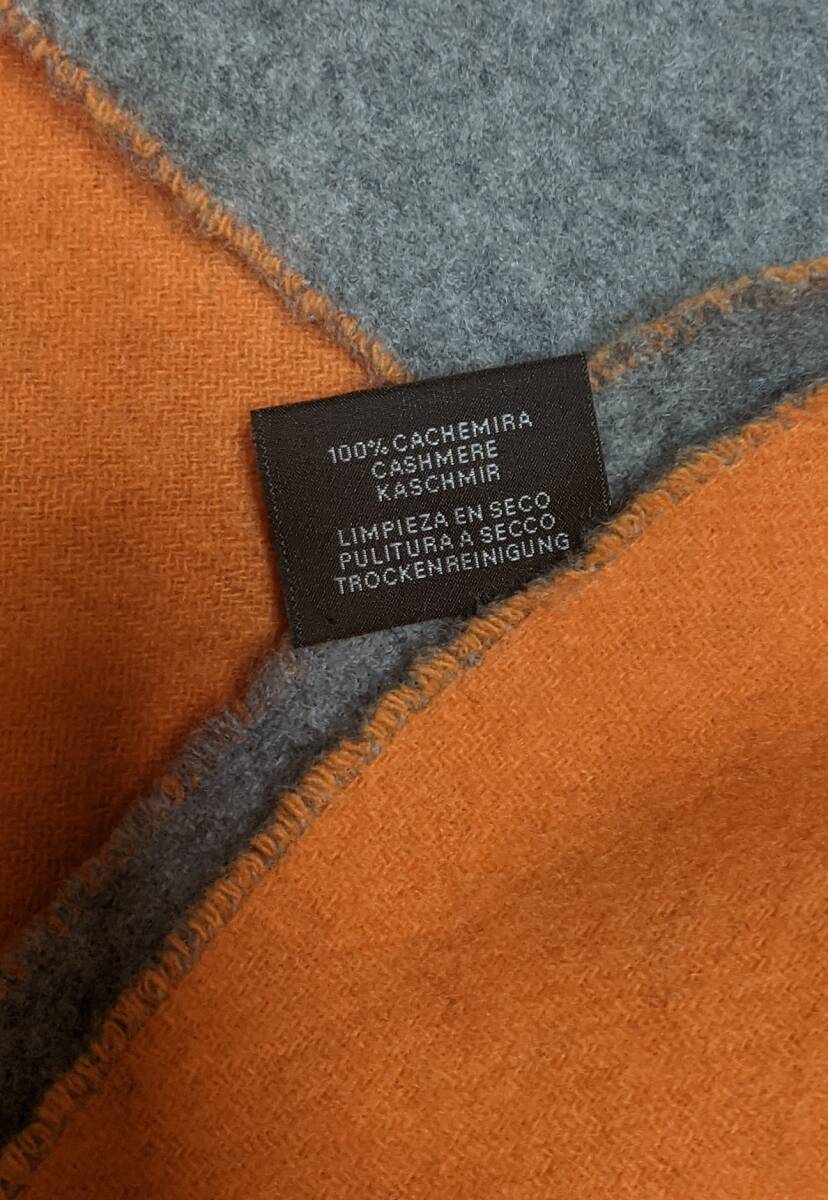 100% CACHEMIRA
CASHMERE
KASCHMIR
LIMPIEZA EN SECO
PULITURA A SECCO
TROCKENREINIGUNG